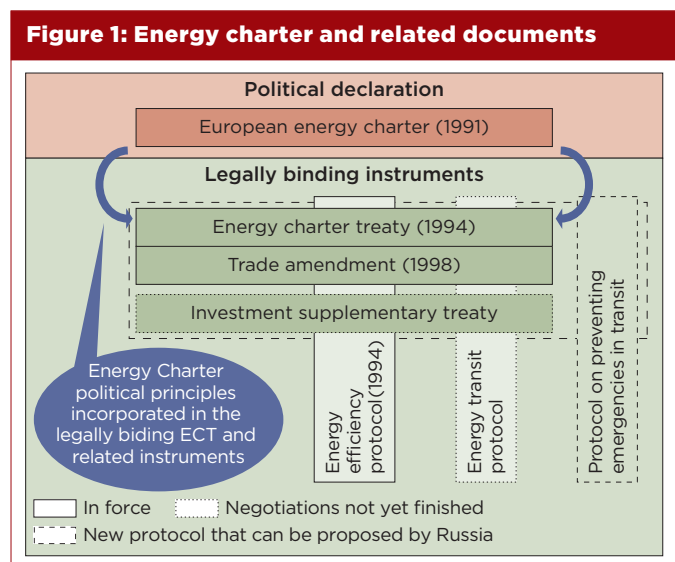 Figure 1: Energy charter and related documents
Political declaration
European energy charter (1991)
Legally binding instruments
Energy charter treaty (1994)
Trade amendment (1998)
Investment supplementary treaty
Energy Charter
political principles
incorporated in the
legally biding ECT and
related instruments
Energy
efficiency
protocol(1994)
Energy transit
protocol
Protocol on preventing
emergencies in transit
In force
Negotiations not yet finished
New protocol that can be proposed by Russia